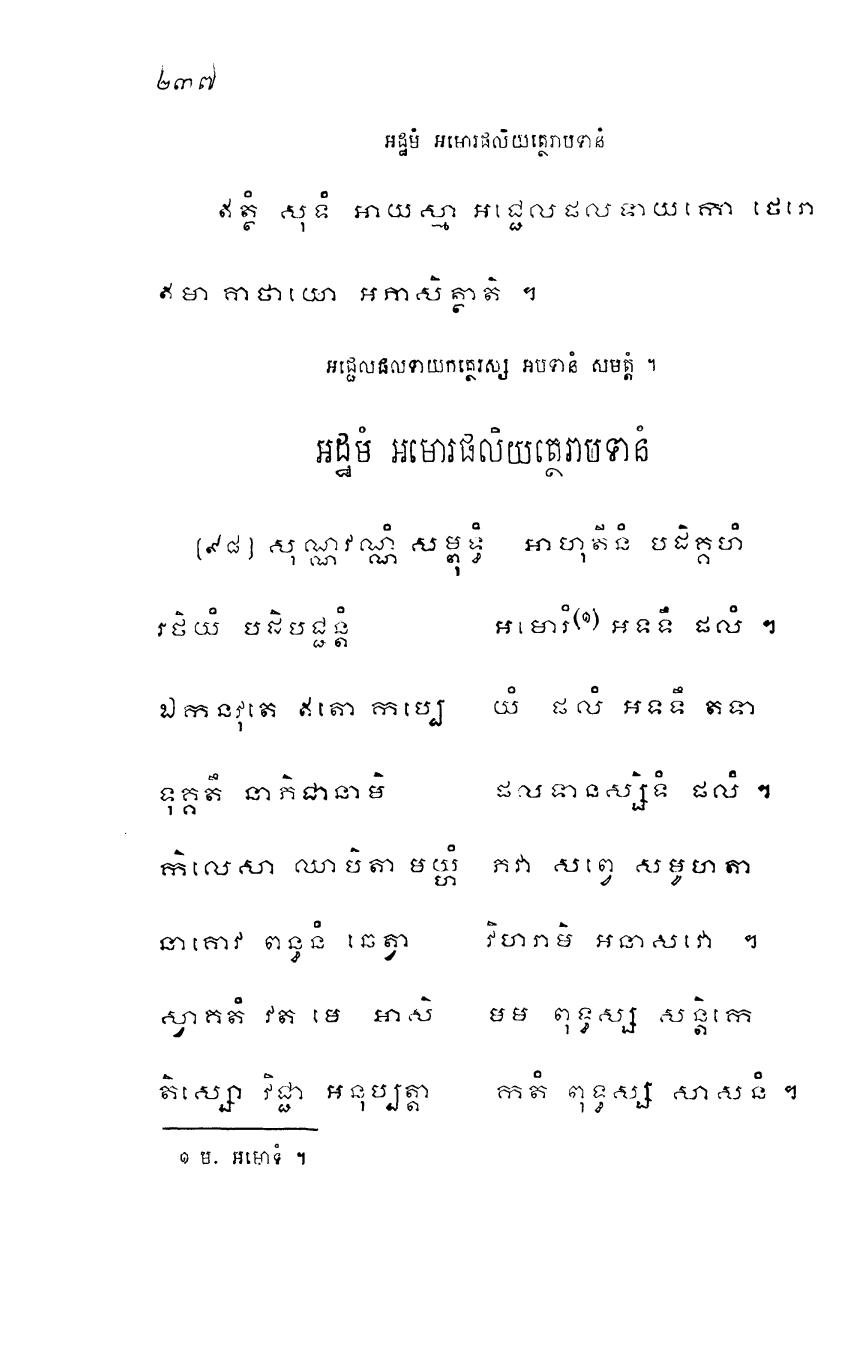 ២៣៧
អដ្ឋមំ អមោរផលិយត្ថេរាបទានំ
ឥត្ថំ សុទំ អាយស្មា អជ្ជេលផលទាយកោ ថេរោ
ឥមា គាថាយោ អភាសិត្ថាតិ ។
អជ្ជេលផលទាយកត្ថេរស្ស អបទានំ សមត្តំ ។
អដ្ឋមំ អមោរផលិយត្ថេរាបទានំ
[៩៨] សុវណ្ណវណ្ណំ សម្ពុទ្ធំ អាហុតីនំ បដិគ្គហំ
រថិយំ បដិបជ្ជន្តំ អមោរំ(១) អទទឹ ផលំ ។
ឯកនវុតេ ឥតោ កប្បេ យំ ផលំ អទទឹ តទា
ទុគ្គតឹ នាភិជានាមិ ផលទានស្សិទំ ផលំ ។
កិលេសា ឈាបិតា មយ្ហំ ភវា សព្វេ សមូហតា
នាគោវ ពន្ធនំ ឆេត្វា វិហរាមិ អនាសវោ ។
ស្វាគតំ វត មេ អាសិ មម ពុទ្ធស្ស សន្តិកេ
តិស្សោ វិជ្ជា អនុប្បត្តា កតំ ពុទ្ធស្ស សាសនំ ។
១ ម. អមោទំ ។